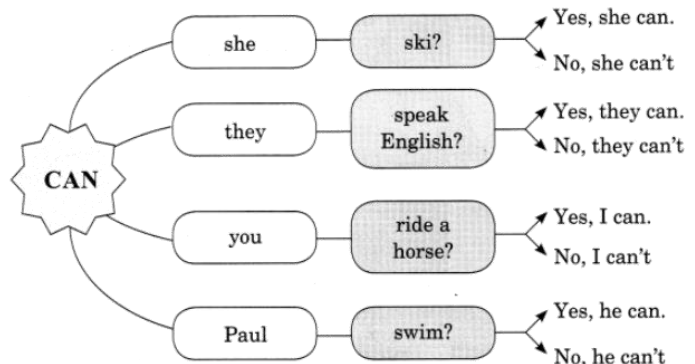 CAN
she
ski?
Yes, she can.
No, she can't
they
speak
English?
Yes, they can.
No, they can't
you
ride a
horse?
Yes, I can.
No, I can't
Paul
swim?
Yes, he can.
No, he can't